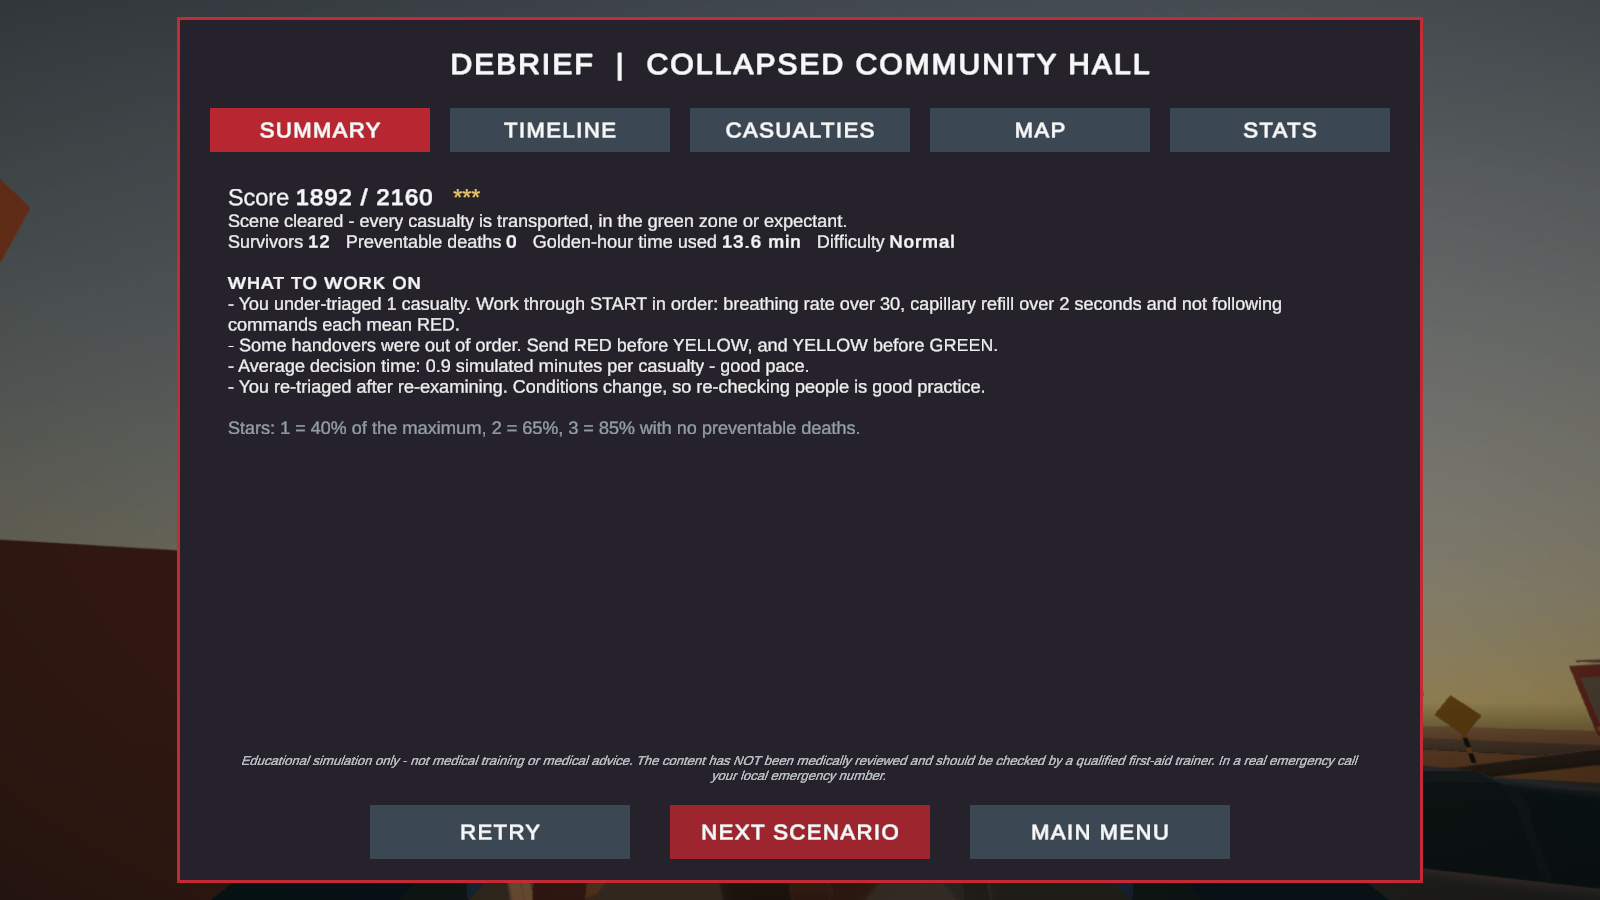 DEBRIEF | COLLAPSED COMMUNITY HALL
SUMMARY TIMELINE CASUALTIES MAP STATS
Score 1892 / 2160 ***
Scene cleared - every casualty is transported, in the green zone or expectant.
Survivors 12 Preventable deaths 0 Golden-hour time used 13.6 min Difficulty Normal
WHAT TO WORK ON
- You under-triaged 1 casualty. Work through START in order: breathing rate over 30, capillary refill over 2 seconds and not following
commands each mean RED.
- Some handovers were out of order. Send RED before YELLOW, and YELLOW before GREEN.
- Average decision time: 0.9 simulated minutes per casualty - good pace.
- You re-triaged after re-examining. Conditions change, so re-checking people is good practice.
Stars: 1 = 40% of the maximum, 2 = 65%, 3 = 85% with no preventable deaths.
Educational simulation only - not medical training or medical advice. The content has NOT been medically reviewed and should be checked by a qualified first-aid trainer. In a real emergency call
your local emergency number.
RETRY NEXT SCENARIO MAIN MENU